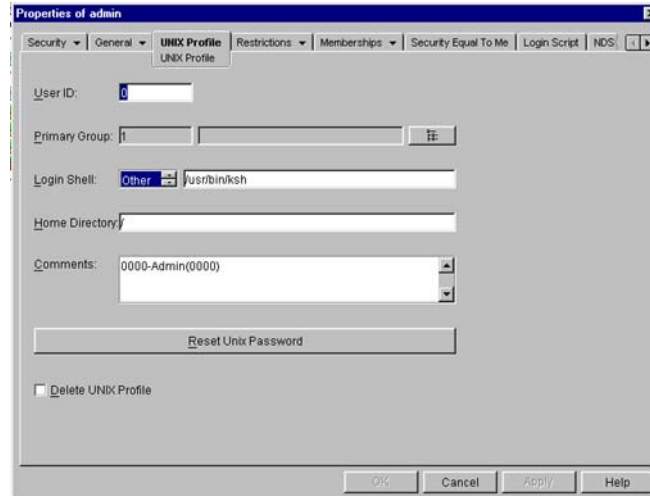 Properties of admin
Security General UNIX Profile Restrictions Memberships Security Equal To Me Login Script NDS
UNIX Profile
User ID: 0
Primary Group: 1
Login Shell: Other /usr/bin/ksh
Home Directory: /
Comments: 0000-Admin(0000)
Reset Unix Password
Delete UNIX Profile
OK Cancel Apply Help